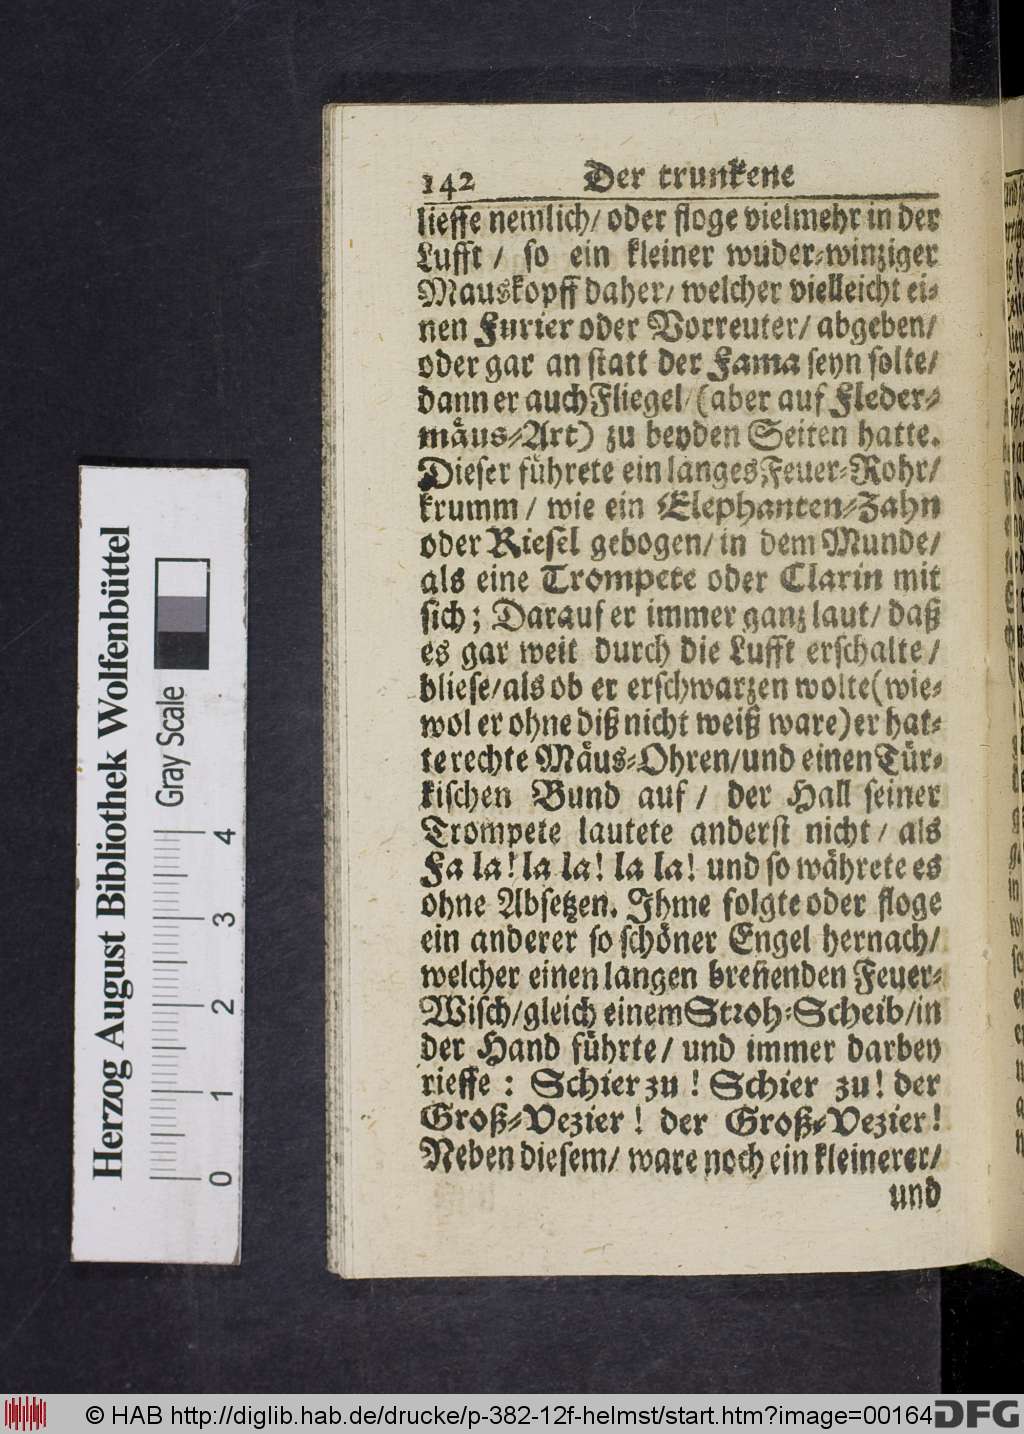 142 Der trunkene
lieffe nemlich/ oder floge vielmehr in der
Lufft/ so ein kleiner wuder-winziger
Mauskopff daher/ welcher vielleicht ei-
nen Furier oder Vorreuter/ abgeben/
oder gar an statt der Fama seyn solte/
dann er auch Fliegel/ (aber auf Fleder-
mäus-Art) zu beyden Seiten hatte.
Dieser führete ein langes Feuer-Rohr/
krumm/ wie ein Elephanten-Zahn
oder Riesel gebogen/ in dem Munde/
als eine Trompete oder Clarin mit
sich; Darauf er immer ganz laut/ daß
es gar weit durch die Lufft erschalte/
bliese/ als ob er erschwarzen wolte (wie-
wol er ohne diß nicht weiß ware) er hat-
te rechte Mäus-Ohren/ und einen Tür-
kischen Bund auf/ der Hall seiner
Trompete lautete anderst nicht/ als
Fa la! la la! la la! und so währete es
ohne Absetzen. Ihme folgte oder floge
ein anderer so schöner Engel hernach/
welcher einen langen breñenden Feuer-
Wisch/ gleich einem Stroh-Scheib/ in
der Hand führte/ und immer darbey
rieffe: Schier zu! Schier zu! der
Groß-Vezier! der Groß-Vezier!
Neben diesem/ ware noch ein kleinerer/
und
Herzog August Bibliothek Wolfenbüttel
Gray Scale
0 1 2 3 4
© HAB http://diglib.hab.de/drucke/p-382-12f-helmst/start.htm?image=00164
DFG